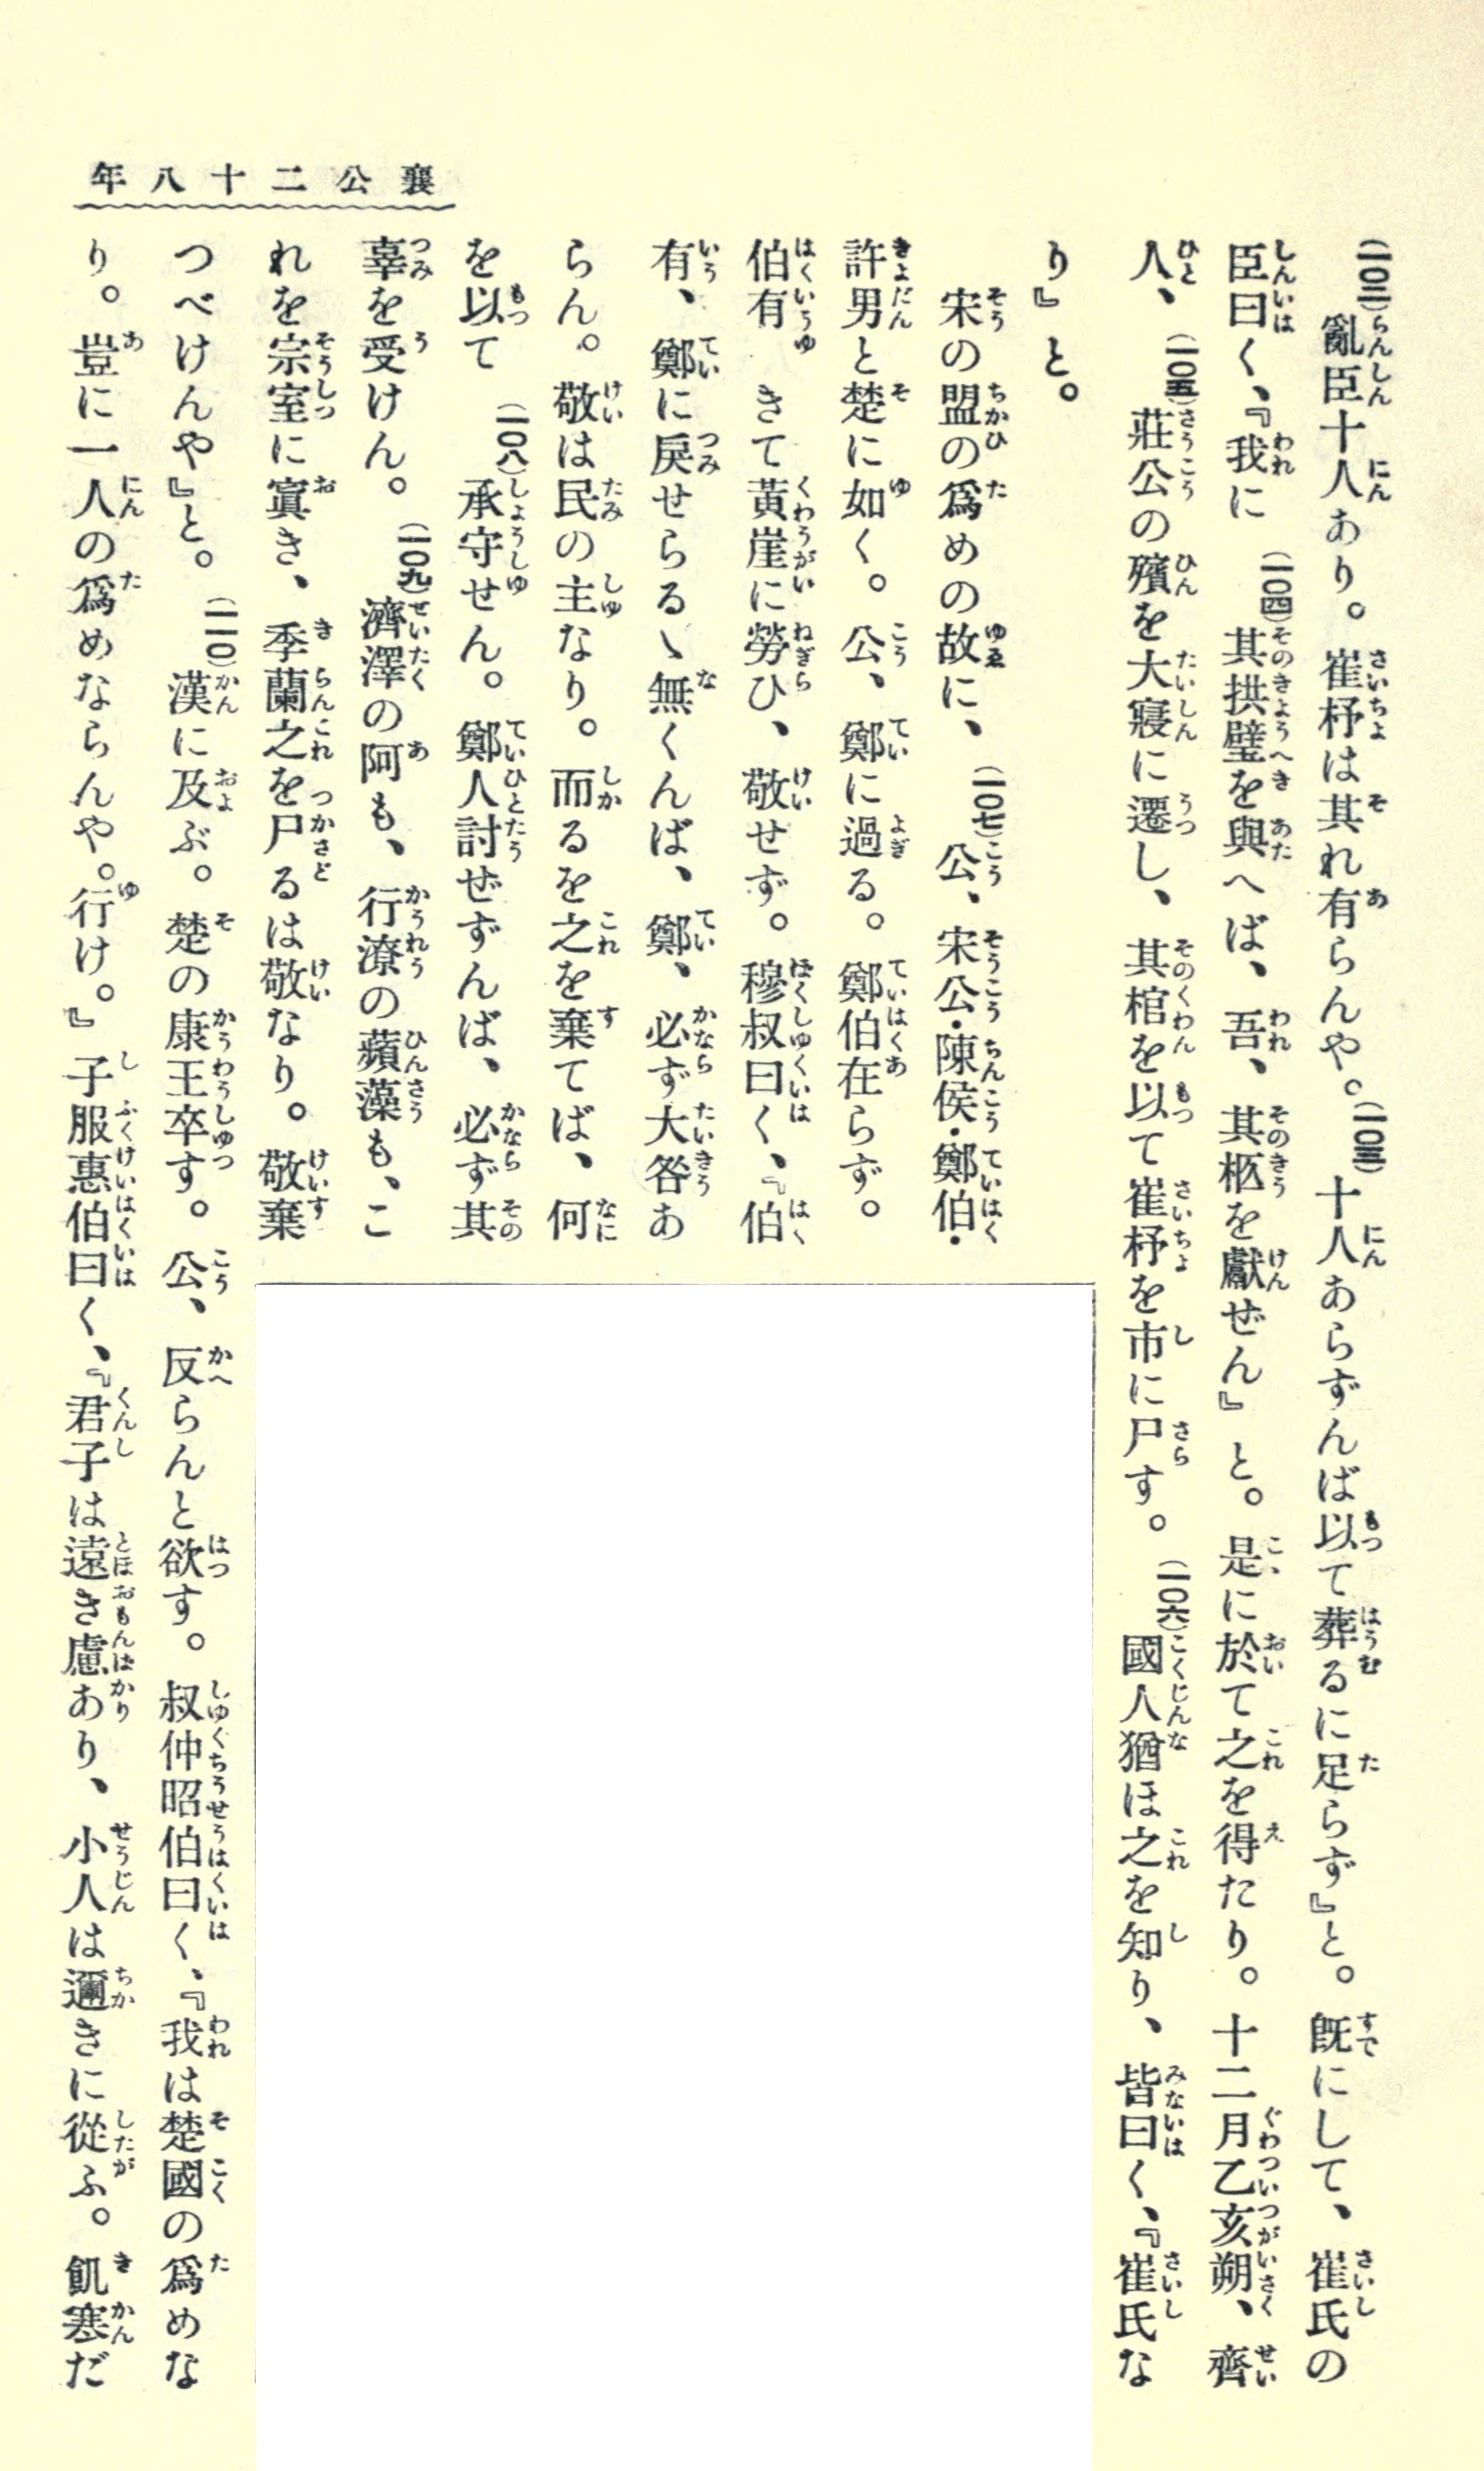 襄公二十八年
(一〇二)亂臣十人あり。崔杼は其れ有らんや。(一〇三)十人あらずんば以て葬るに足らず』と。既にして、崔氏の
臣曰く、『我に(一〇四)其拱璧を與へば、吾、其柩を獻ぜん』と。是に於て之を得たり。十二月乙亥朔、齊
人、(一〇五)莊公の殯を大寢に遷し、其棺を以て崔杼を市に尸す。(一〇六)國人猶ほ之を知り、皆曰く、『崔氏な
り』と。
宋の盟の爲めの故に、(一〇七)公、宋公・陳侯・鄭伯・
許男と楚に如く。公、鄭に過る。鄭伯在らず。
伯有 きて黃崖に勞ひ、敬せず。穆叔曰く、『伯
有、鄭に戾せらるゝ無くんば、鄭、必ず大咎あ
らん。敬は民の主なり。而るを之を棄てば、何
を以て(一〇八)承守せん。鄭人討ぜずんば、必ず其
辜を受けん。(一〇九)濟澤の阿も、行潦の蘋藻も、こ
れを宗室に寘き、季蘭之を尸るは敬なり。敬棄
つべけんや』と。(一一〇)漢に及ぶ。楚の康王卒す。公、反らんと欲す。叔仲昭伯曰く、『我は楚國の爲めな
り。豈に一人の爲めならんや。行け。』子服惠伯曰く、『君子は遠き慮あり、小人は邇きに從ふ。飢寒だ